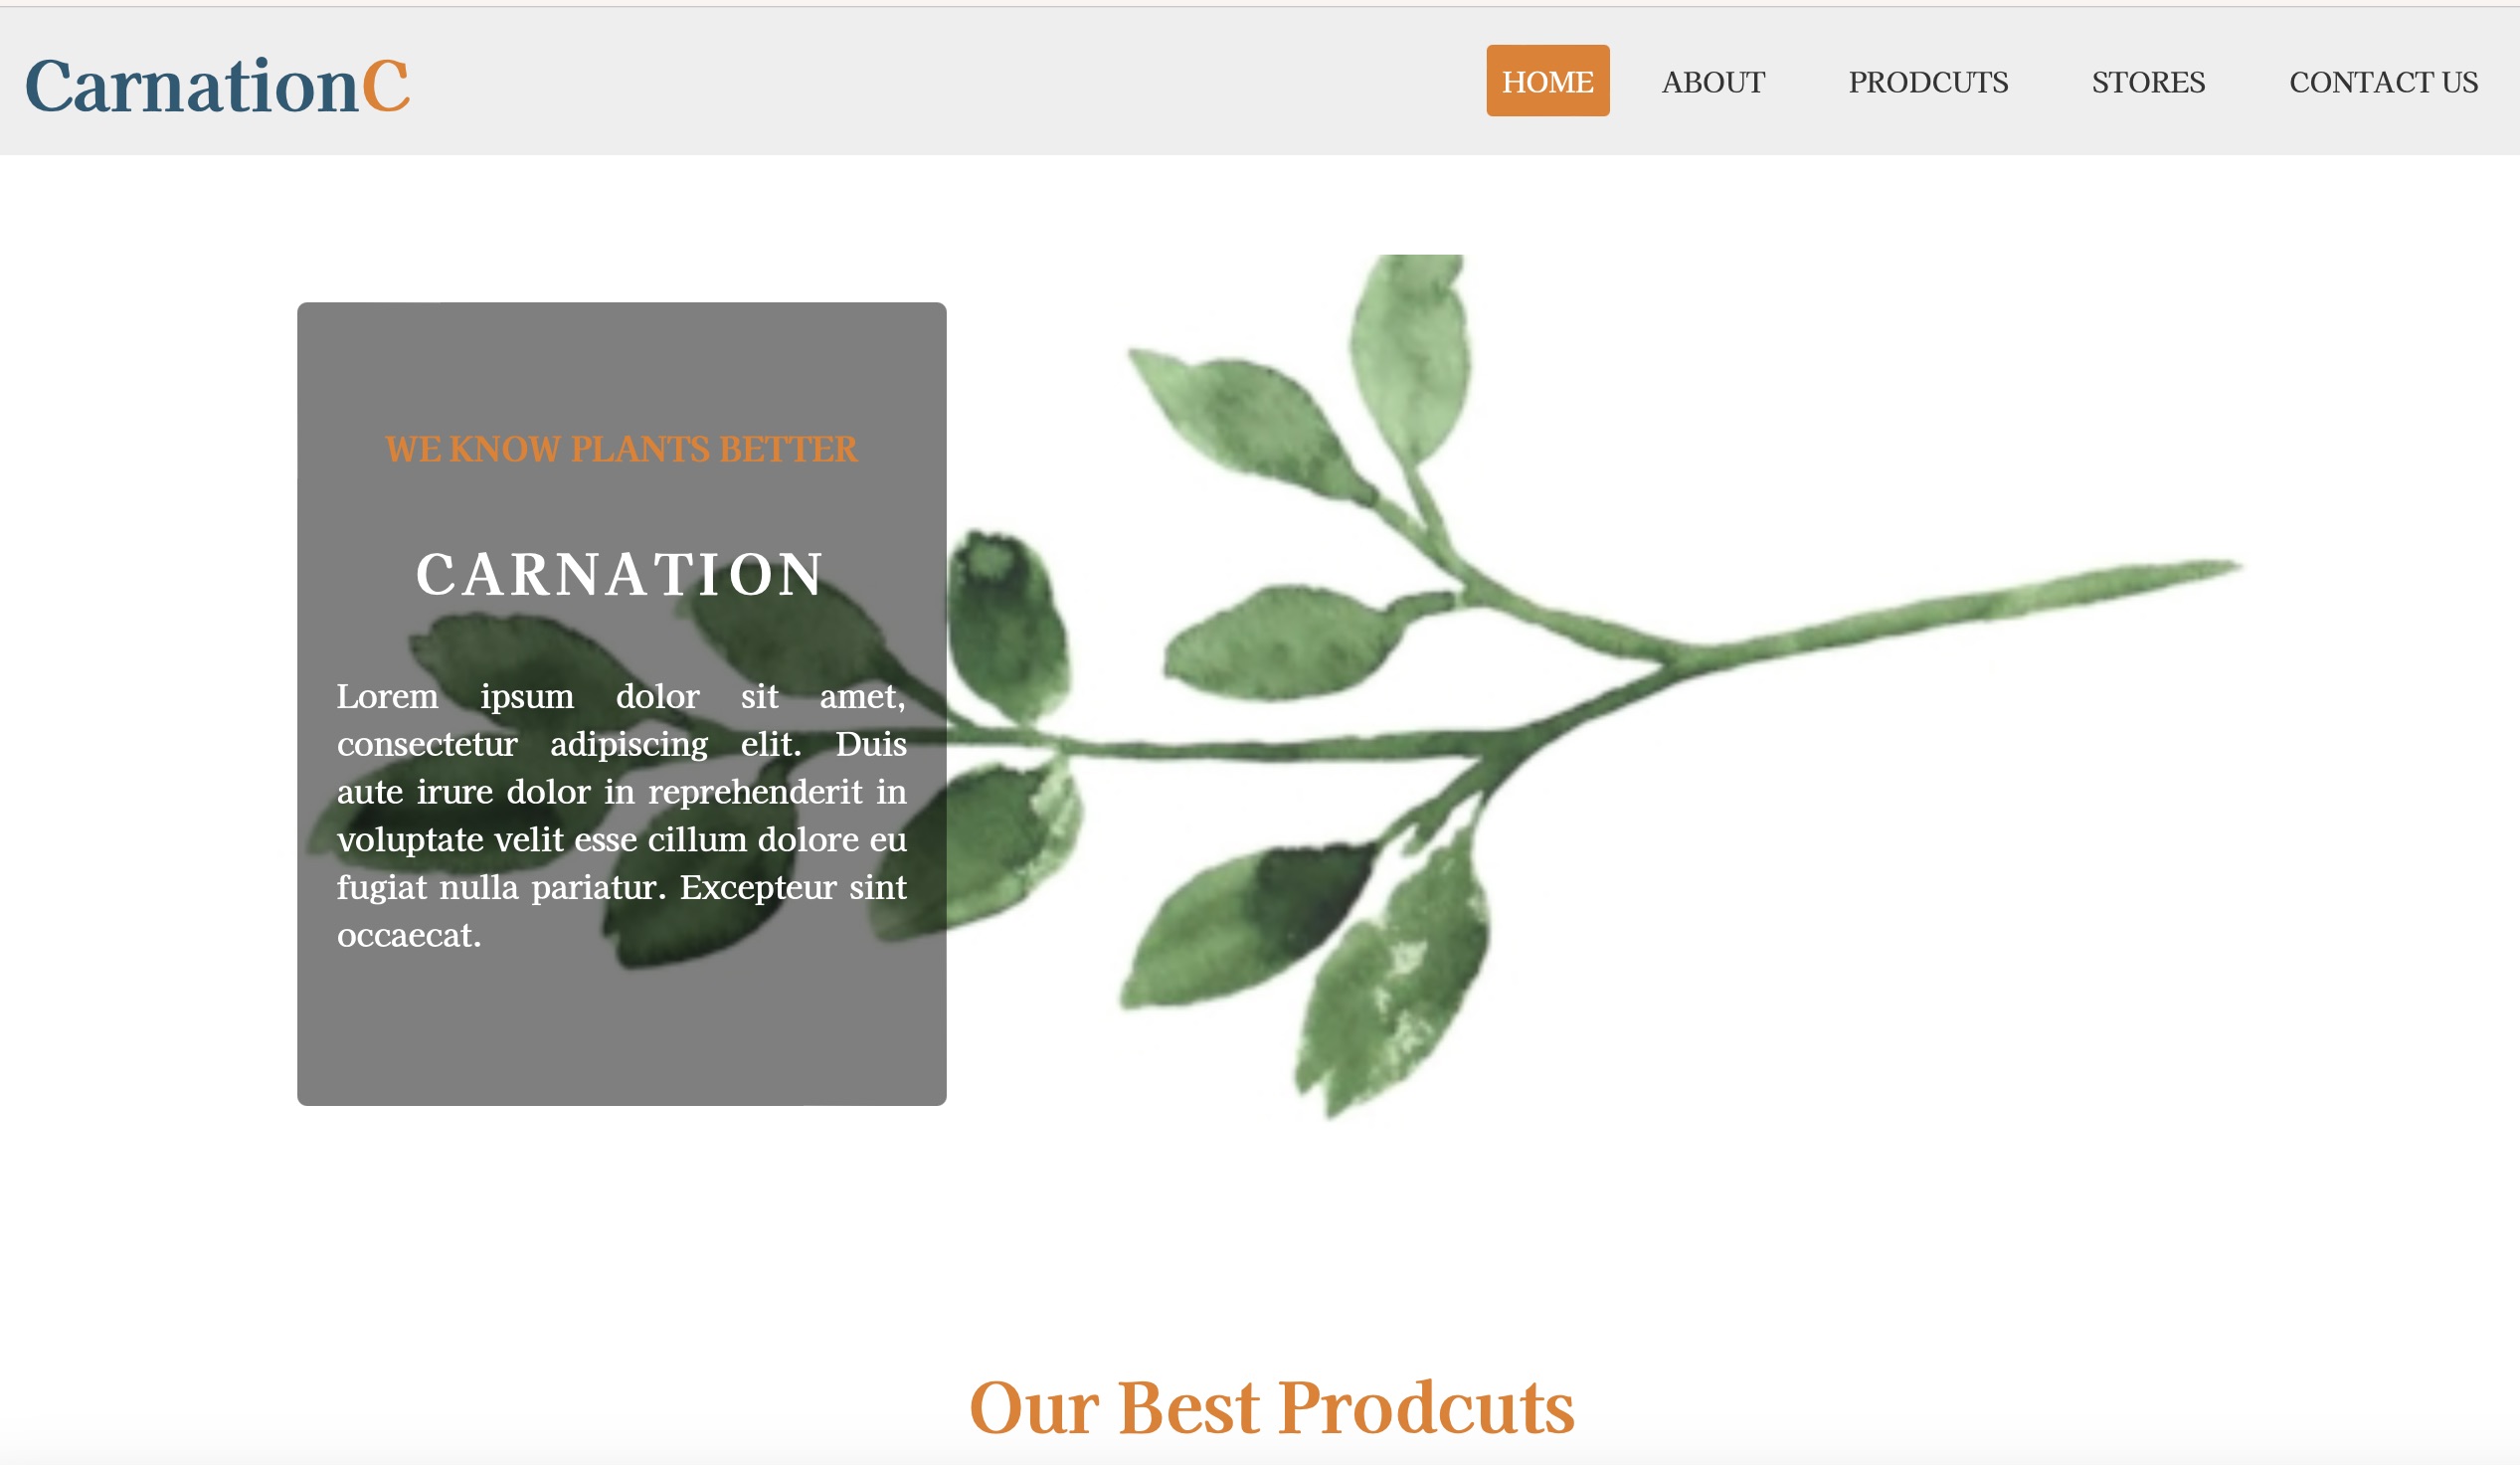 CarnationC
HOME ABOUT PRODCUTS STORES CONTACT US
WE KNOW PLANTS BETTER
CARNATION
Lorem ipsum dolor sit amet,
consectetur adipiscing elit. Duis
aute irure dolor in reprehenderit in
voluptate velit esse cillum dolore eu
fugiat nulla pariatur. Excepteur sint
occaecat.
Our Best Prodcuts